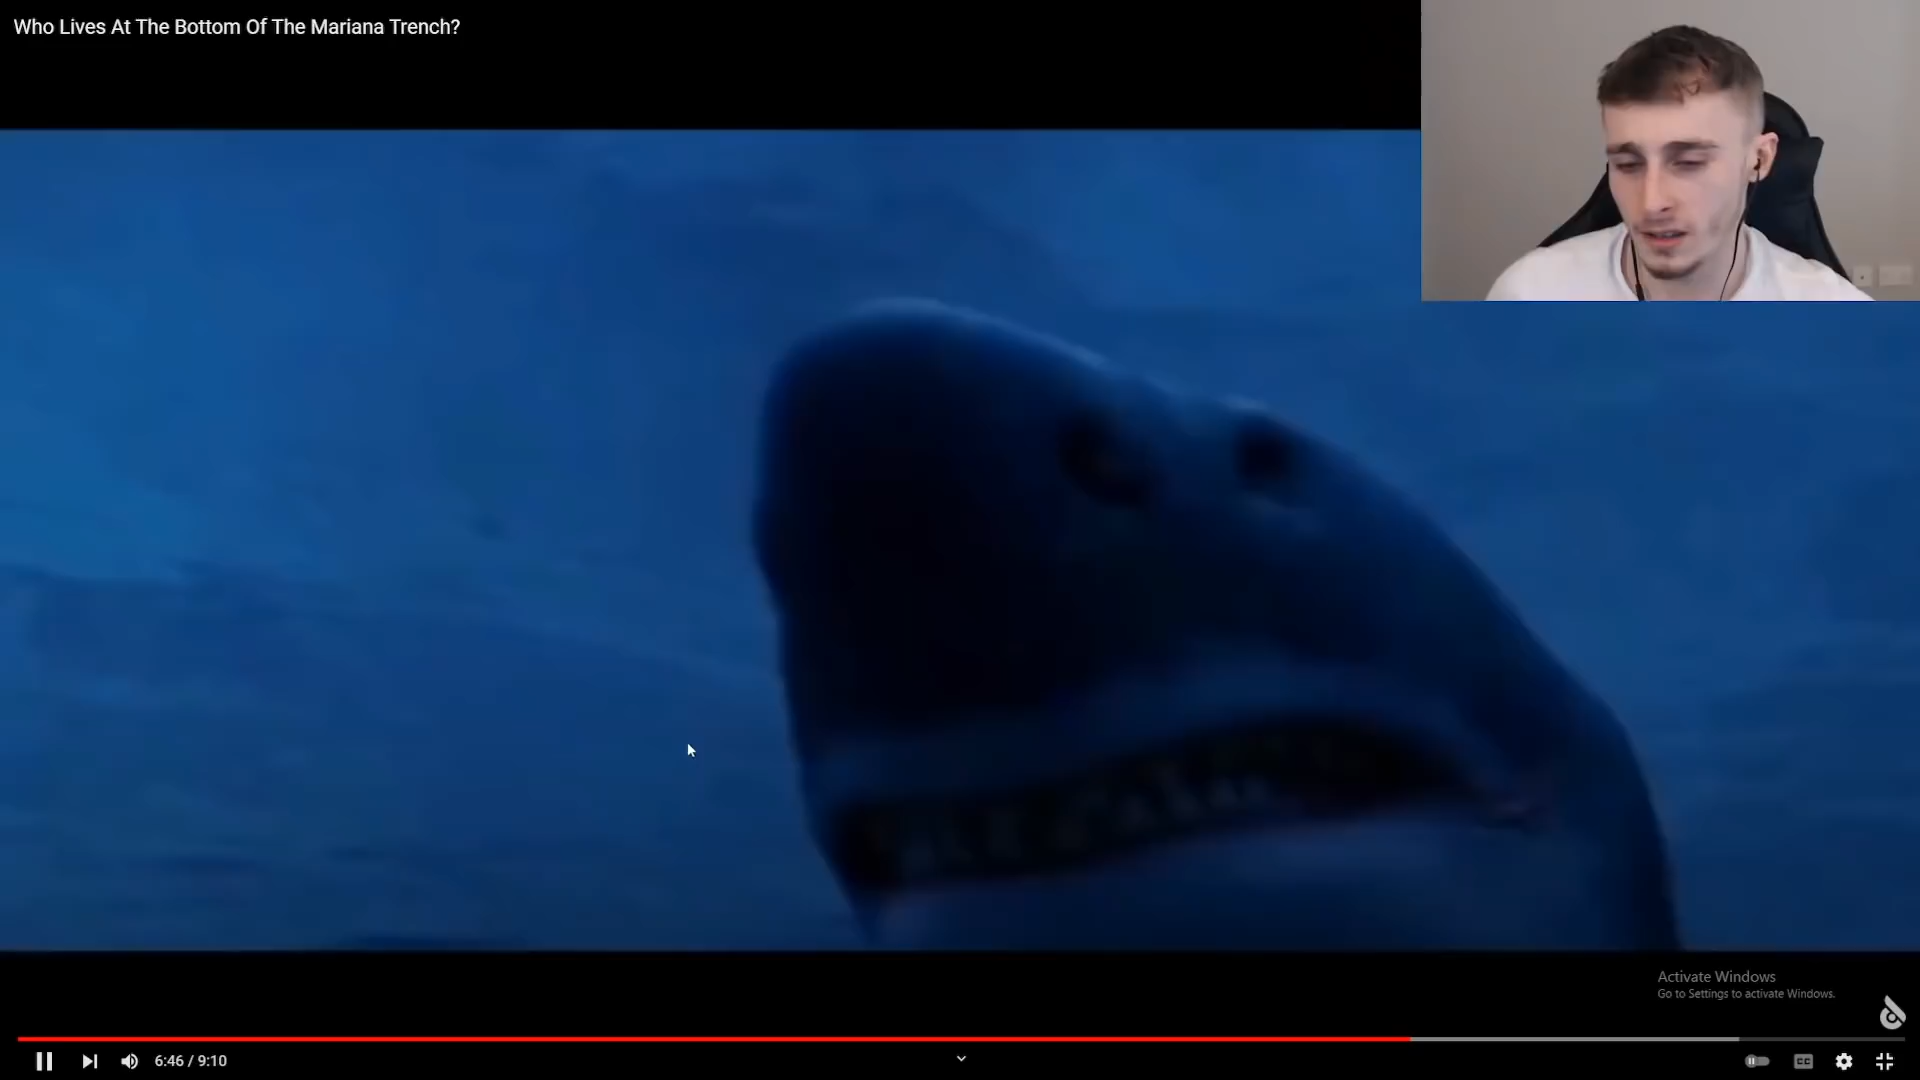 Who Lives At The Bottom Of The Mariana Trench?
Activate Windows
Go to Settings to activate Windows.
6:46 / 9:10
CC